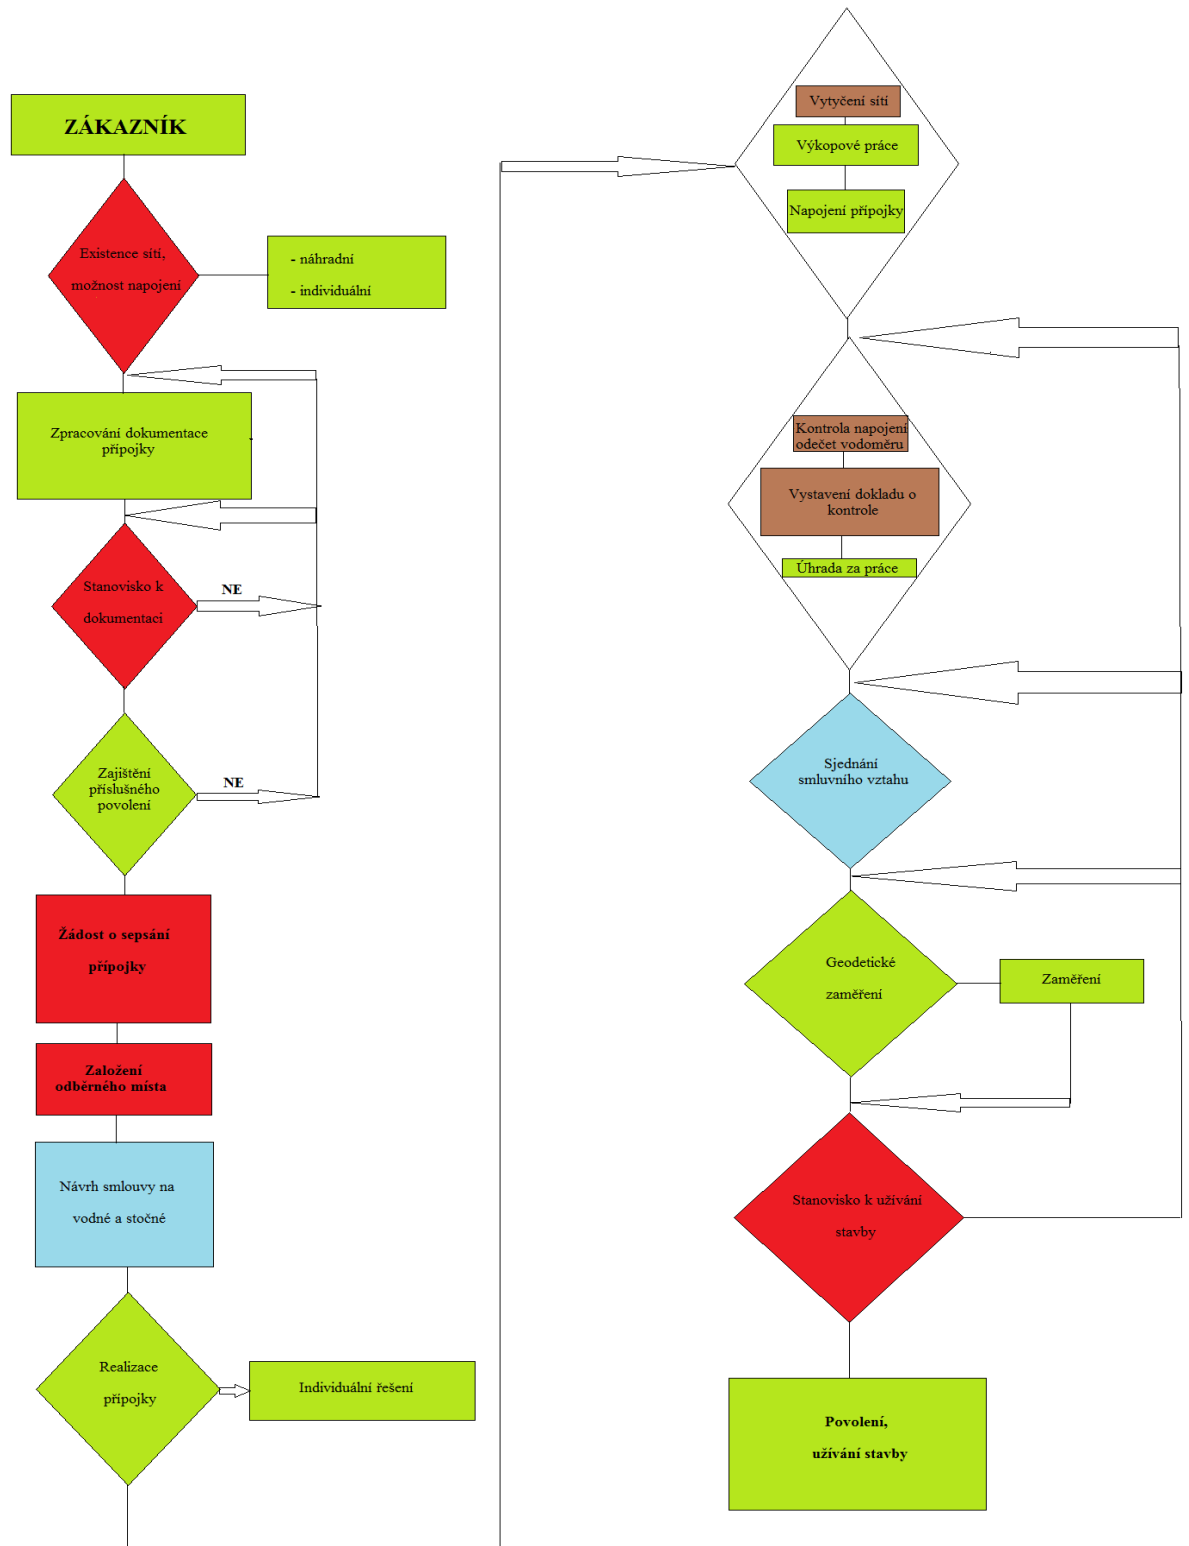 ZÁKAZNÍK
Existence sítí,
možnost napojení
- náhradní
- individuální
Zpracování dokumentace
přípojky
Stanovisko k
dokumentaci
NE
Zajištění
příslušného
povolení
NE
Žádost o sepsání
přípojky
Založení
odběrného místa
Návrh smlouvy na
vodné a stočné
Realizace
přípojky
Individuální řešení
Vytyčení sítí
Výkopové práce
Napojení přípojky
Kontrola napojení
odečet vodoměru
Vystavení dokladu o
kontrole
Úhrada za práce
Sjednání
smluvního vztahu
Geodetické
zaměření
Zaměření
Stanovisko k užívání
stavby
Povolení,
užívání stavby